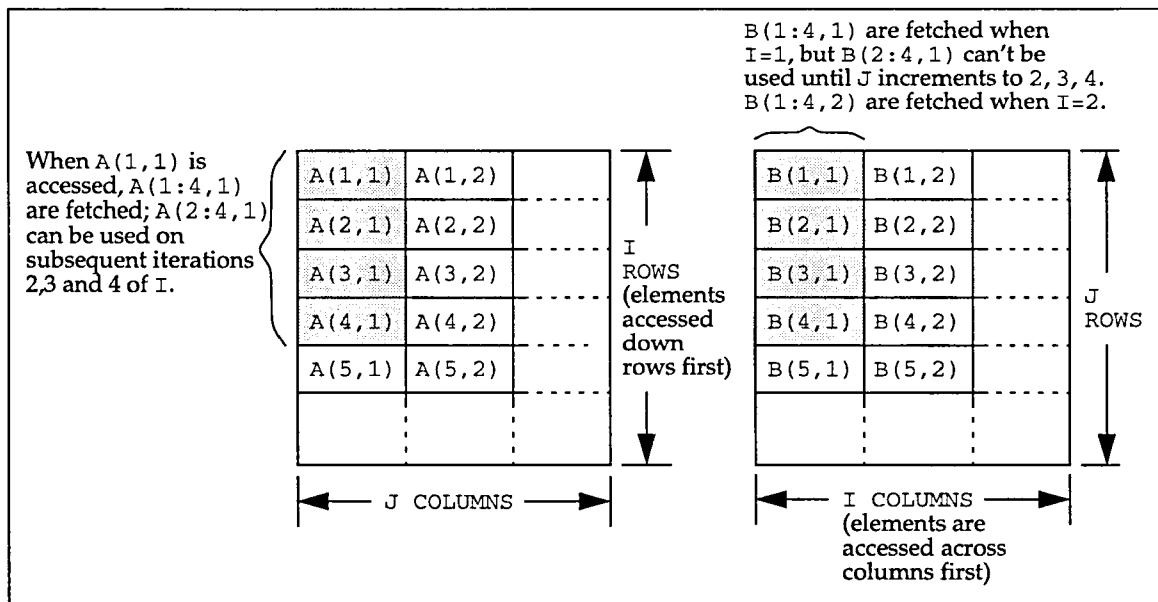 B(1:4,1) are fetched when
I=1, but B(2:4,1) can't be
used until J increments to 2, 3, 4.
B(1:4,2) are fetched when I=2.
When A(1,1) is
accessed, A(1:4,1)
are fetched; A(2:4,1)
can be used on
subsequent iterations
2,3 and 4 of I.
A(1,1) A(1,2)
A(2,1) A(2,2)
A(3,1) A(3,2)
A(4,1) A(4,2)
A(5,1) A(5,2)
I
ROWS
(elements
accessed
down
rows first)
J COLUMNS
B(1,1) B(1,2)
B(2,1) B(2,2)
B(3,1) B(3,2)
B(4,1) B(4,2)
B(5,1) B(5,2)
J
ROWS
I COLUMNS
(elements are
accessed across
columns first)